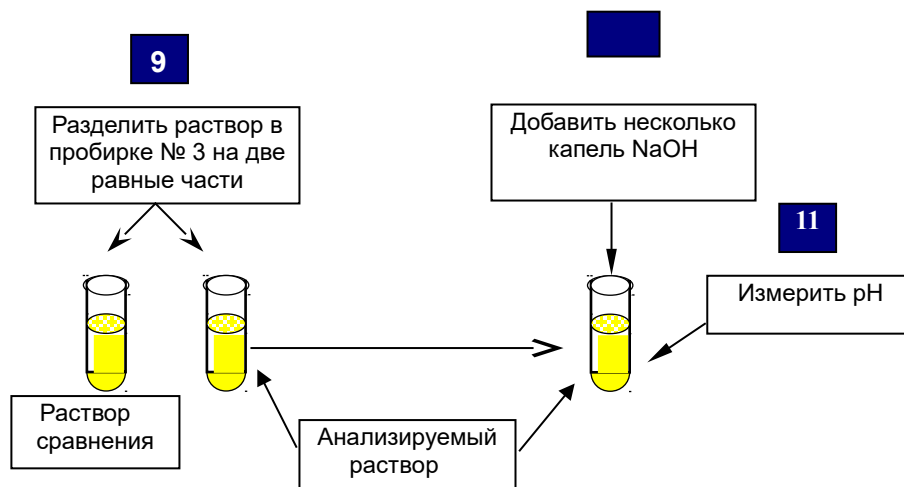 9
Разделить раствор в
пробирке № 3 на две
равные части
Добавить несколько
капель NaOH
11
Измерить pH
Раствор
сравнения
Анализируемый
раствор